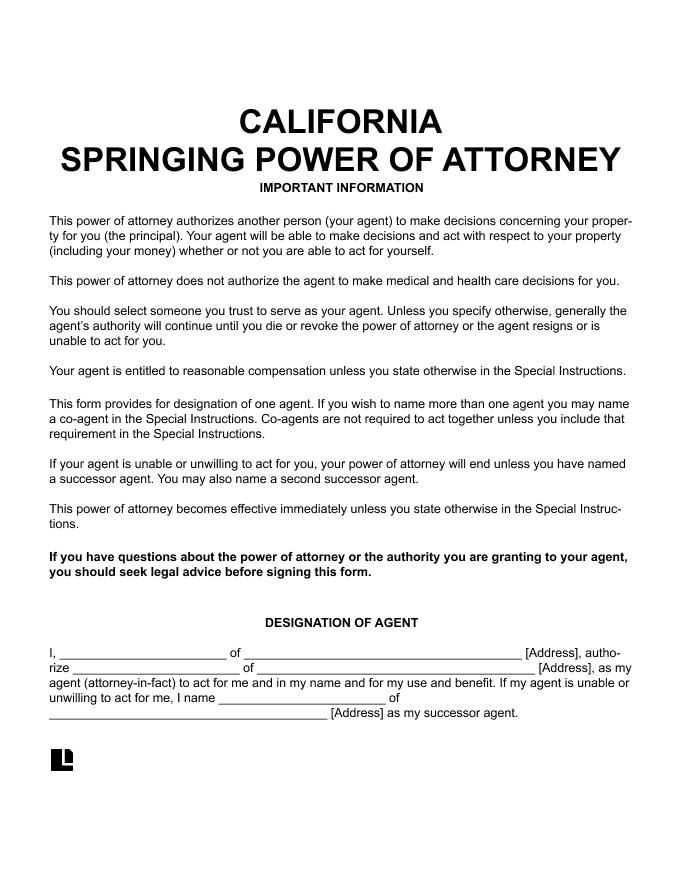 CALIFORNIA
SPRINGING POWER OF ATTORNEY
IMPORTANT INFORMATION
This power of attorney authorizes another person (your agent) to make decisions concerning your proper-
ty for you (the principal). Your agent will be able to make decisions and act with respect to your property
(including your money) whether or not you are able to act for yourself.
This power of attorney does not authorize the agent to make medical and health care decisions for you.
You should select someone you trust to serve as your agent. Unless you specify otherwise, generally the
agent’s authority will continue until you die or revoke the power of attorney or the agent resigns or is
unable to act for you.
Your agent is entitled to reasonable compensation unless you state otherwise in the Special Instructions.
This form provides for designation of one agent. If you wish to name more than one agent you may name
a co-agent in the Special Instructions. Co-agents are not required to act together unless you include that
requirement in the Special Instructions.
If your agent is unable or unwilling to act for you, your power of attorney will end unless you have named
a successor agent. You may also name a second successor agent.
This power of attorney becomes effective immediately unless you state otherwise in the Special Instruc-
tions.
If you have questions about the power of attorney or the authority you are granting to your agent,
you should seek legal advice before signing this form.
DESIGNATION OF AGENT
I, ________________________ of ________________________________________ [Address], autho-
rize ________________________ of ________________________________________ [Address], as my
agent (attorney-in-fact) to act for me and in my name and for my use and benefit. If my agent is unable or
unwilling to act for me, I name ________________________ of
________________________________________ [Address] as my successor agent.